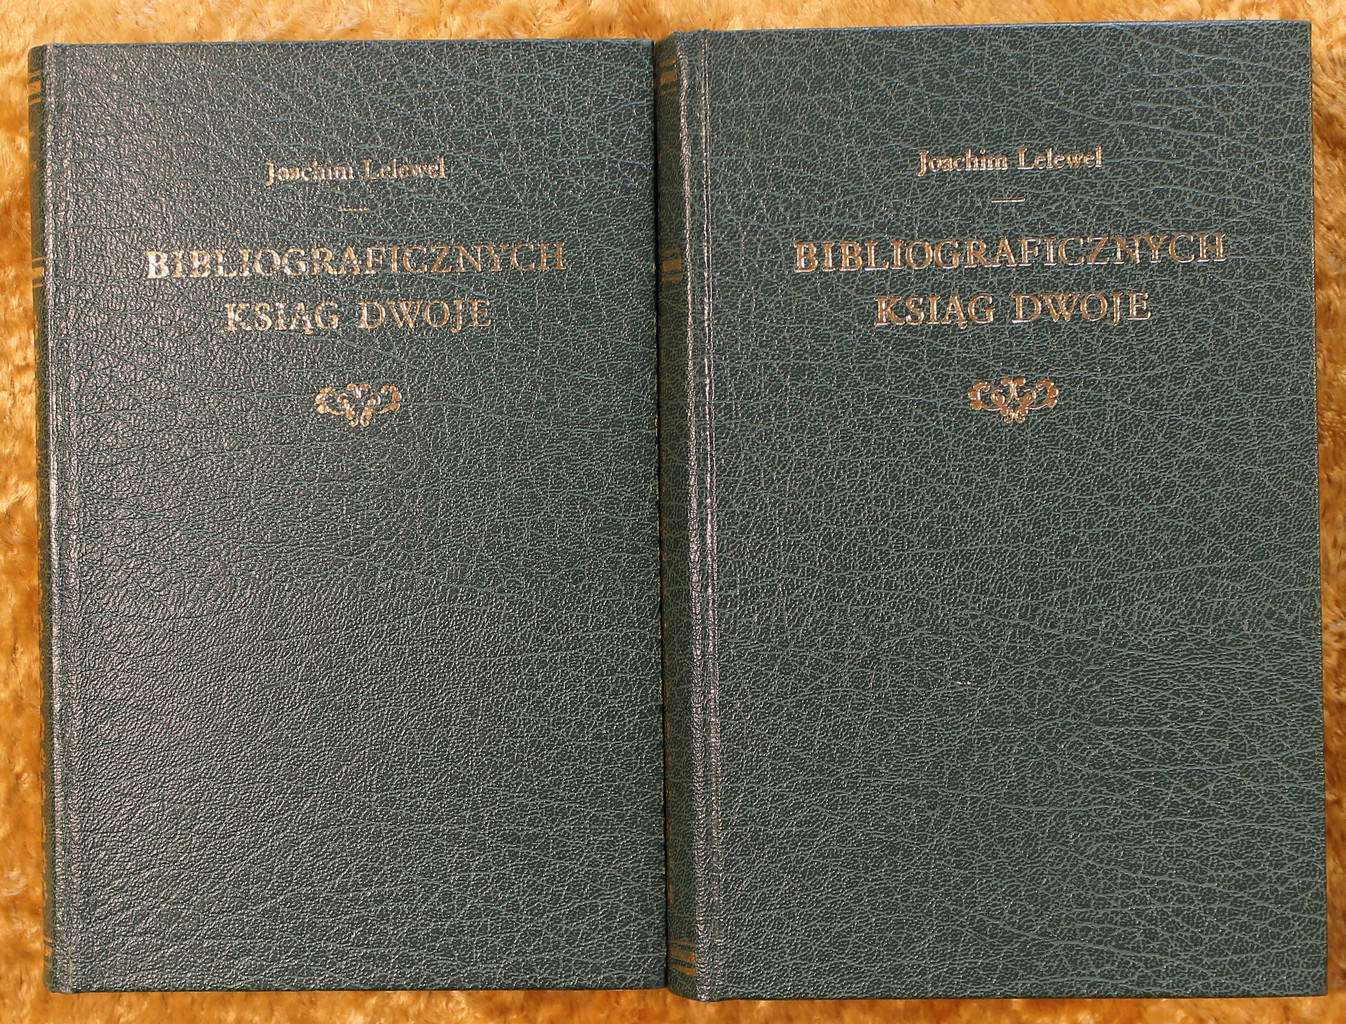 Joachim Lelewel
BIBLIOGRAFICZNYCH
KSIĄG DWOJE
Joachim Lelewel
BIBLIOGRAFICZNYCH
KSIĄG DWOJE